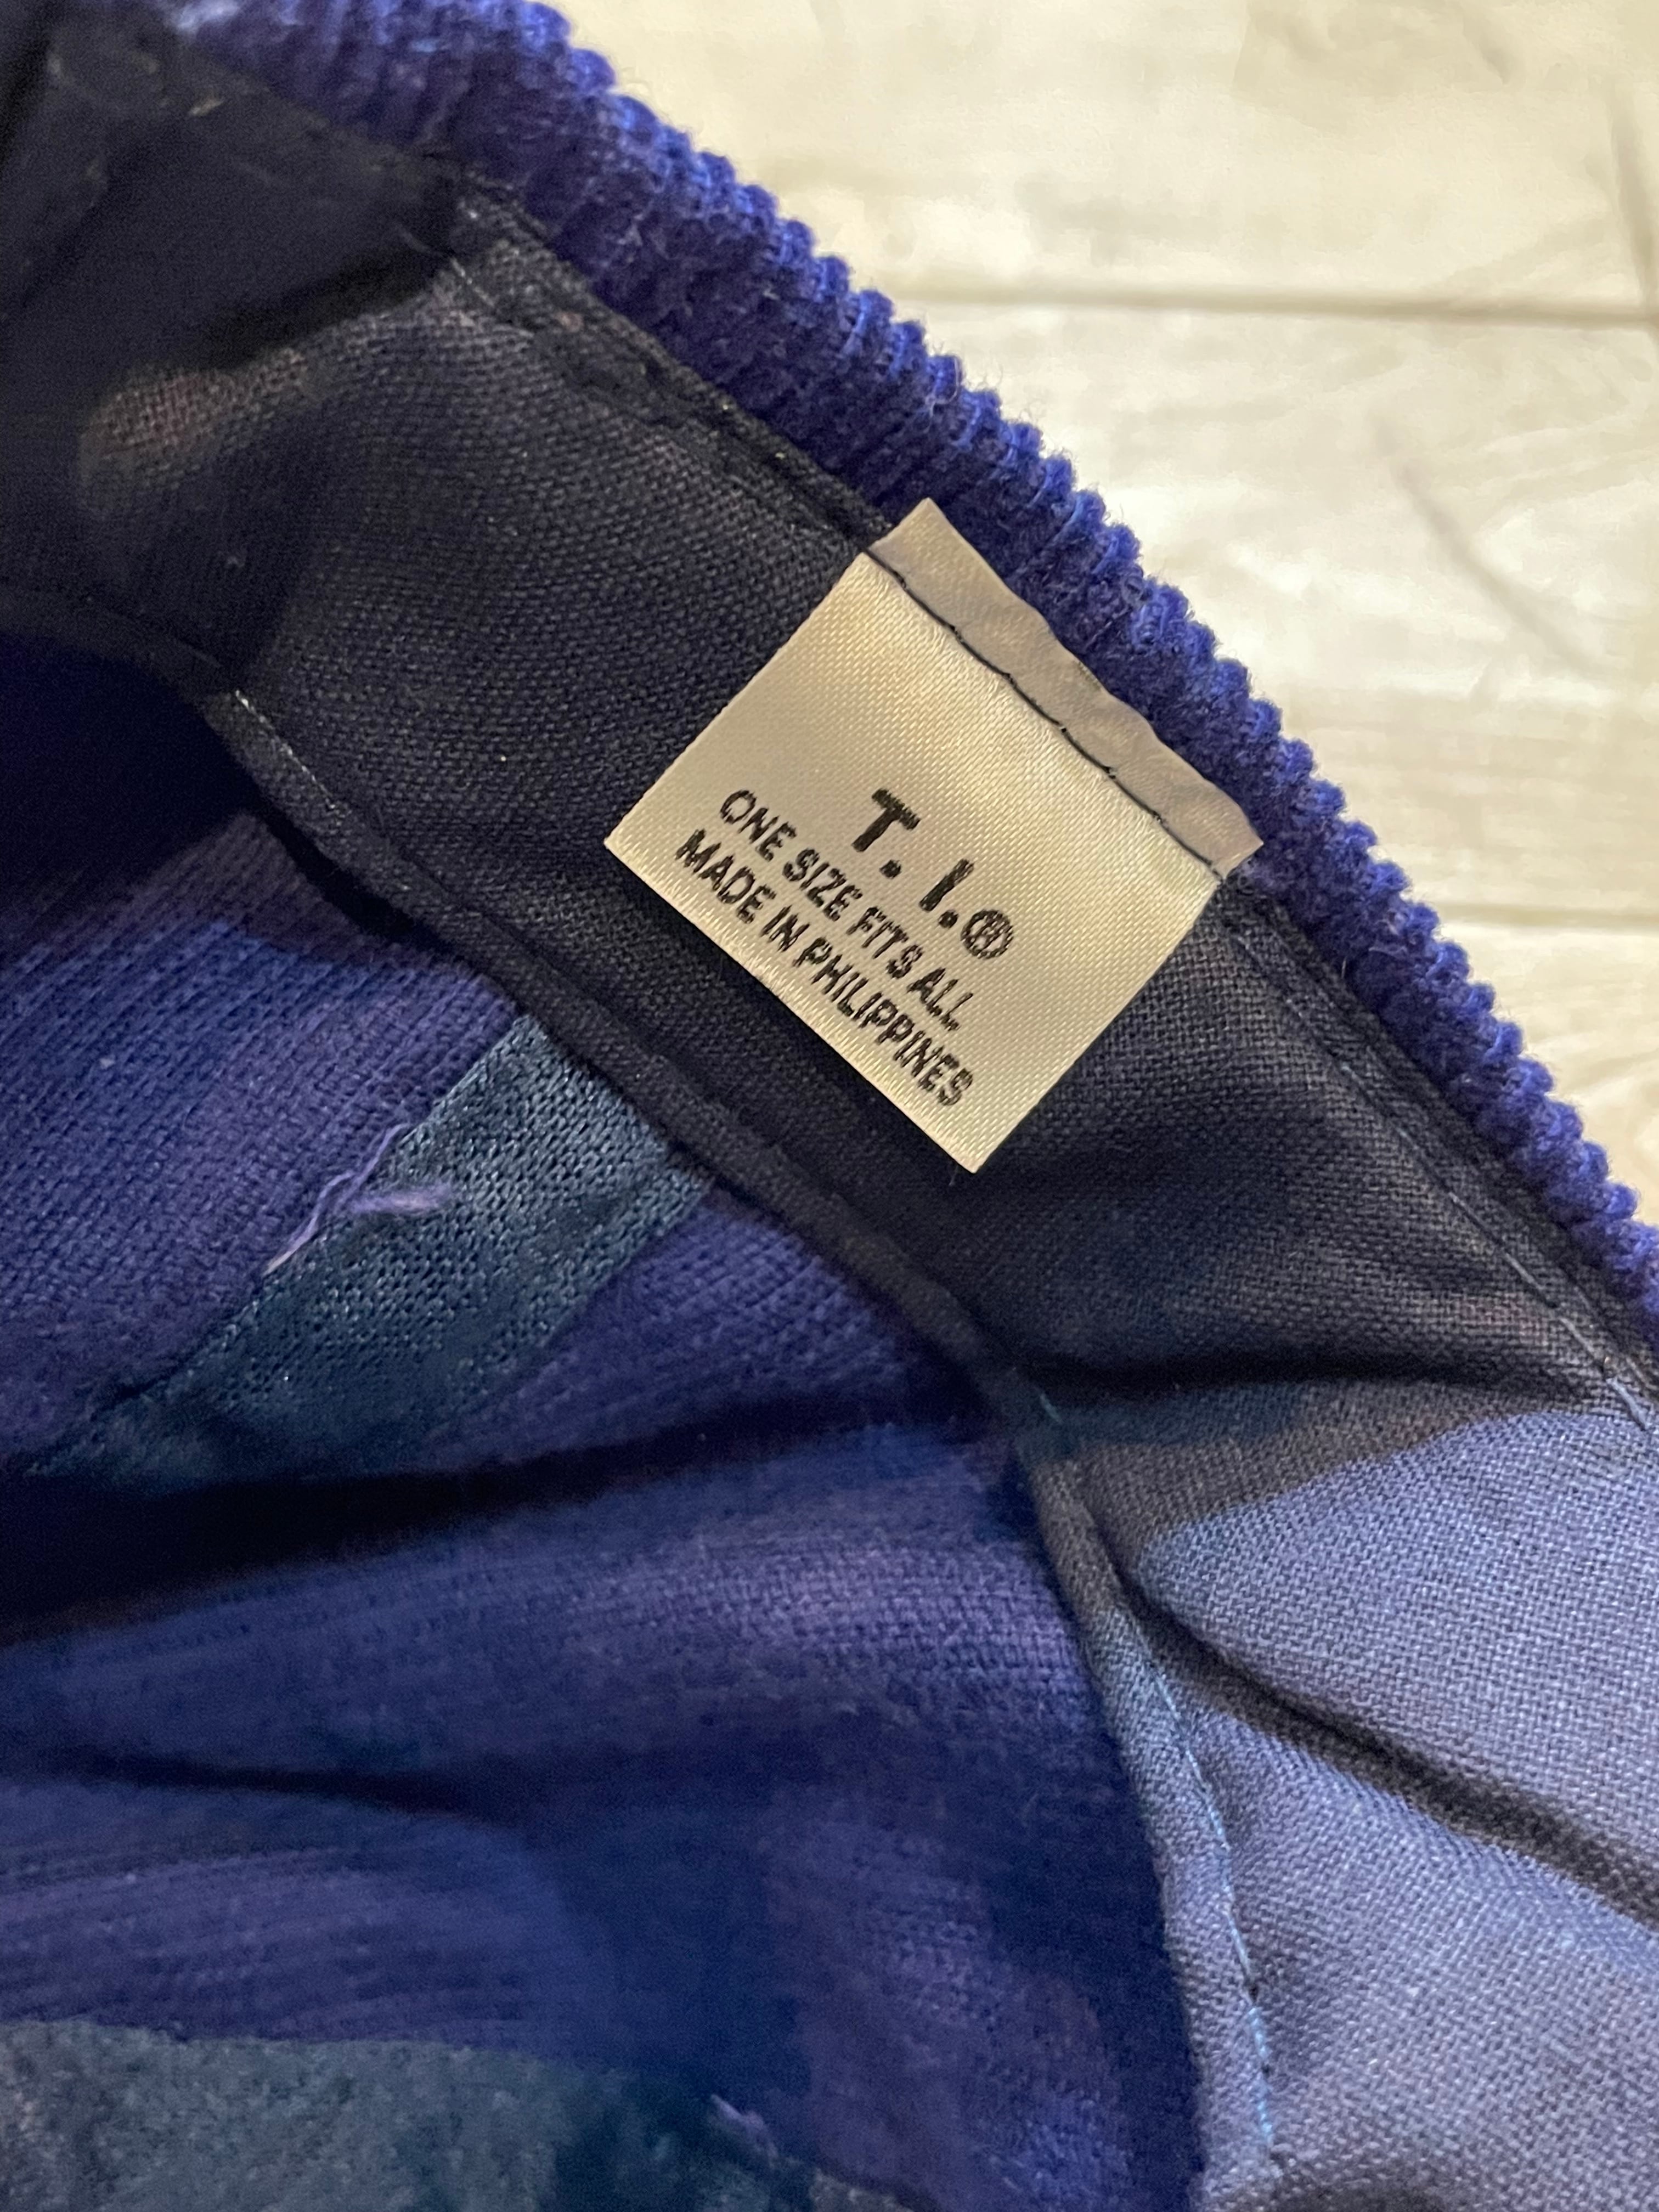 T. I.®
ONE SIZE FITS ALL
MADE IN PHILIPPINES